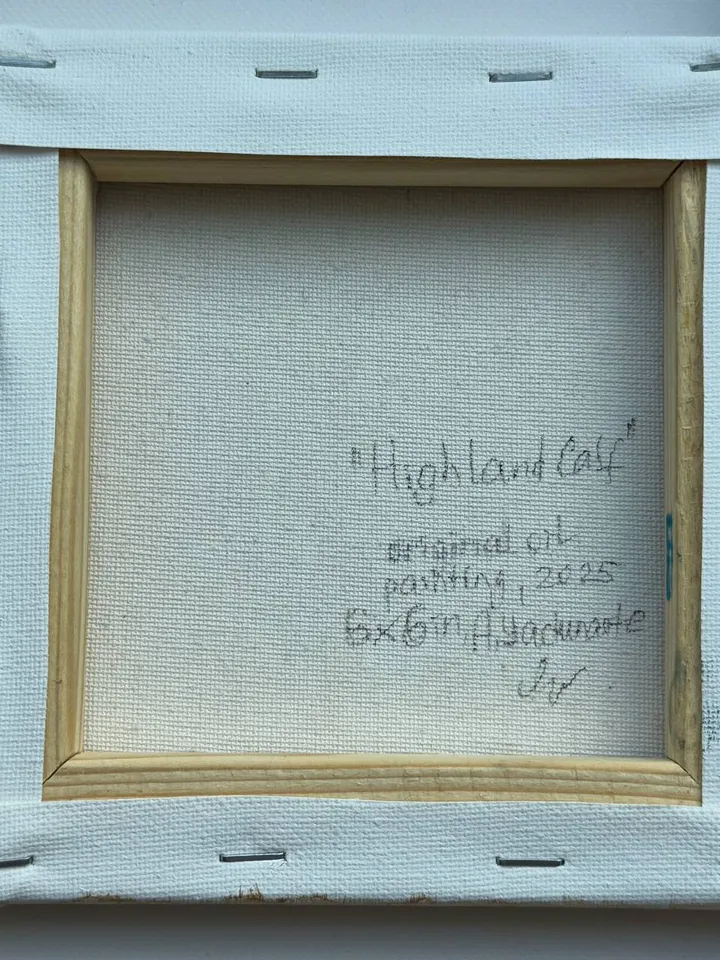 "Highland Calf"
original oil
painting, 2025
6x6in, A.